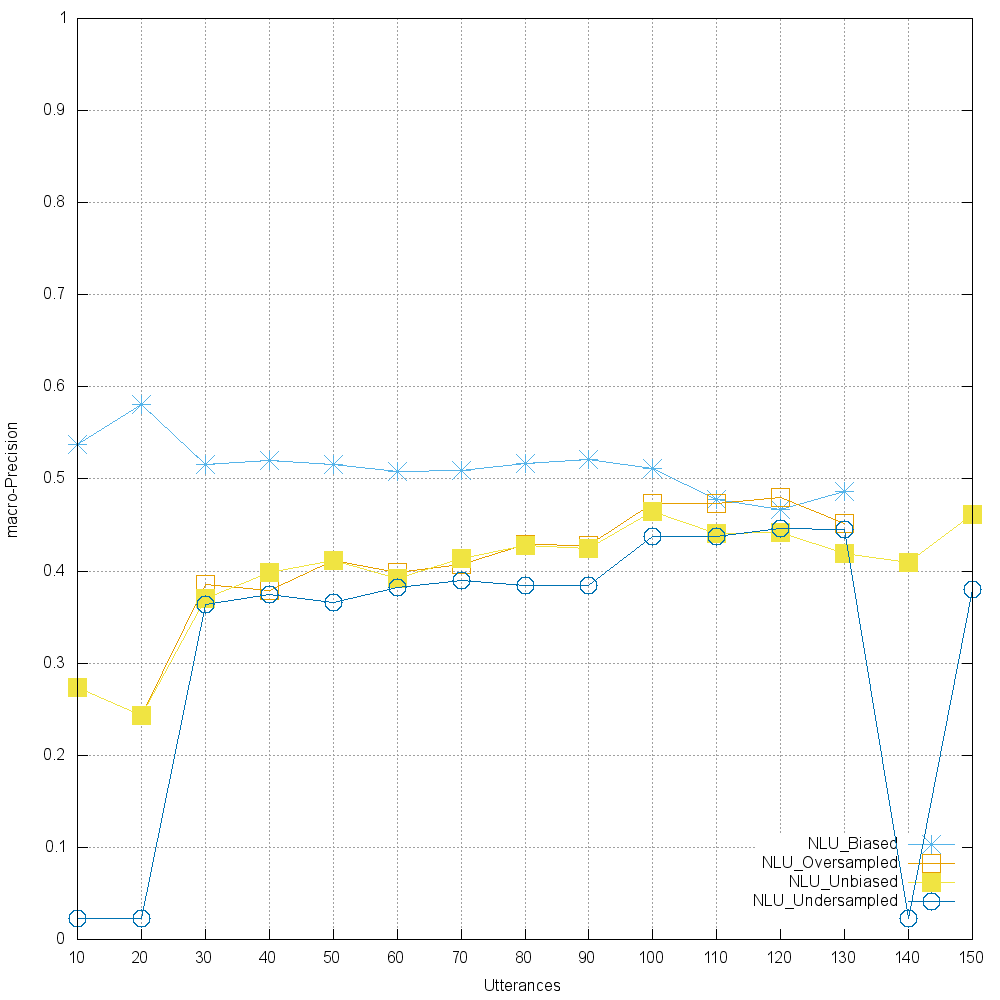 1
0.9
0.8
0.7
0.6
0.5
0.4
0.3
0.2
0.1
0
macro-Precision
NLU_Biased
NLU_Oversampled
NLU_Unbiased
NLU_Undersampled
10 20 30 40 50 60 70 80 90 100 110 120 130 140 150
Utterances